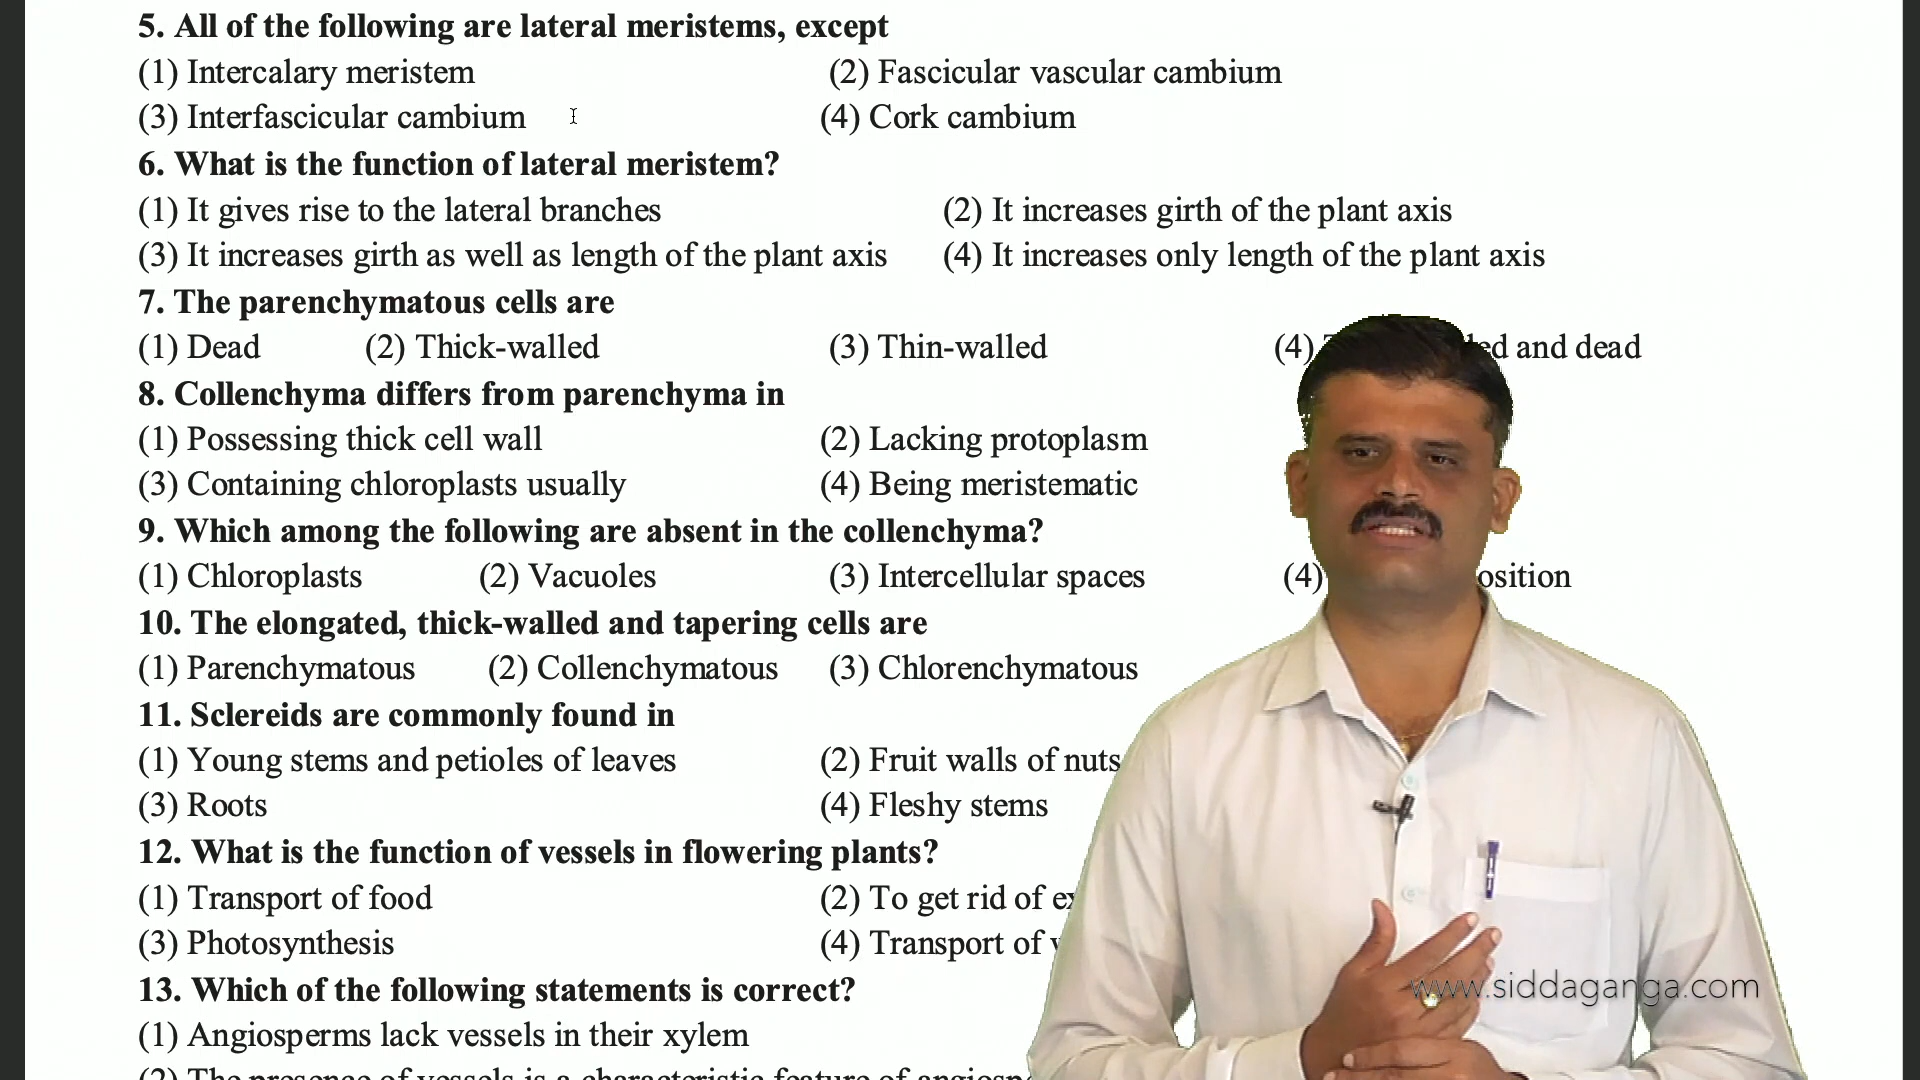 5. All of the following are lateral meristems, except
(1) Intercalary meristem (2) Fascicular vascular cambium
(3) Interfascicular cambium (4) Cork cambium
6. What is the function of lateral meristem?
(1) It gives rise to the lateral branches (2) It increases girth of the plant axis
(3) It increases girth as well as length of the plant axis (4) It increases only length of the plant axis
7. The parenchymatous cells are
(1) Dead (2) Thick-walled (3) Thin-walled (4) and dead
8. Collenchyma differs from parenchyma in
(1) Possessing thick cell wall (2) Lacking protoplasm
(3) Containing chloroplasts usually (4) Being meristematic
9. Which among the following are absent in the collenchyma?
(1) Chloroplasts (2) Vacuoles (3) Intercellular spaces (4)
10. The elongated, thick-walled and tapering cells are
(1) Parenchymatous (2) Collenchymatous (3) Chlorenchymatous
11. Sclereids are commonly found in
(1) Young stems and petioles of leaves (2) Fruit walls of nuts
(3) Roots (4) Fleshy stems
12. What is the function of vessels in flowering plants?
(1) Transport of food (2) To get rid of
(3) Photosynthesis (4) Transport of
www.siddaganga.com
13. Which of the following statements is correct?
(1) Angiosperms lack vessels in their xylem
(2) The presence of vessels is a characteristic feature of